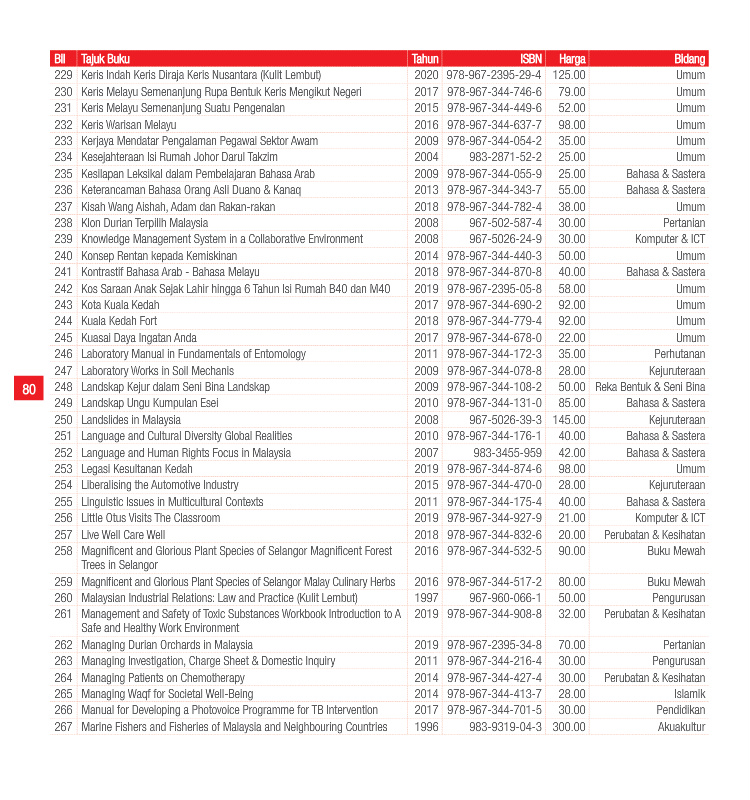 Bil Tajuk Buku Tahun ISBN Harga Bidang
229 Keris Indah Keris Diraja Keris Nusantara (Kulit Lembut) 2020 978-967-2395-29-4 125.00 Umum
230 Keris Melayu Semenanjung Rupa Bentuk Keris Mengikut Negeri 2017 978-967-344-746-6 79.00 Umum
231 Keris Melayu Semenanjung Suatu Pengenalan 2015 978-967-344-449-6 52.00 Umum
232 Keris Warisan Melayu 2016 978-967-344-637-7 98.00 Umum
233 Kerjaya Mendatar Pengalaman Pegawai Sektor Awam 2009 978-967-344-054-2 35.00 Umum
234 Kesejahteraan Isi Rumah Johor Darul Takzim 2004 983-2871-52-2 25.00 Umum
235 Kesilapan Leksikal dalam Pembelajaran Bahasa Arab 2009 978-967-344-055-9 25.00 Bahasa & Sastera
236 Keterancaman Bahasa Orang Asli Duano & Kanaq 2013 978-967-344-343-7 55.00 Bahasa & Sastera
237 Kisah Wang Aishah, Adam dan Rakan-rakan 2018 978-967-344-782-4 38.00 Umum
238 Klon Durian Terpilih Malaysia 2008 967-502-587-4 30.00 Pertanian
239 Knowledge Management System in a Collaborative Environment 2008 967-5026-24-9 30.00 Komputer & ICT
240 Konsep Rentan kepada Kemiskinan 2014 978-967-344-440-3 50.00 Umum
241 Kontrastif Bahasa Arab - Bahasa Melayu 2018 978-967-344-870-8 40.00 Bahasa & Sastera
242 Kos Saraan Anak Sejak Lahir hingga 6 Tahun Isi Rumah B40 dan M40 2019 978-967-2395-05-8 58.00 Umum
243 Kota Kuala Kedah 2017 978-967-344-690-2 92.00 Umum
244 Kuala Kedah Fort 2018 978-967-344-779-4 92.00 Umum
245 Kuasai Daya Ingatan Anda 2017 978-967-344-678-0 22.00 Umum
246 Laboratory Manual in Fundamentals of Entomology 2011 978-967-344-172-3 35.00 Perhutanan
247 Laboratory Works in Soil Mechanis 2009 978-967-344-078-8 28.00 Kejuruteraan
80
248 Landskap Kejur dalam Seni Bina Landskap 2009 978-967-344-108-2 50.00 Reka Bentuk & Seni Bina
249 Landskap Ungu Kumpulan Esei 2010 978-967-344-131-0 85.00 Bahasa & Sastera
250 Landslides in Malaysia 2008 967-5026-39-3 145.00 Kejuruteraan
251 Language and Cultural Diversity Global Realities 2010 978-967-344-176-1 40.00 Bahasa & Sastera
252 Language and Human Rights Focus in Malaysia 2007 983-3455-959 42.00 Bahasa & Sastera
253 Legasi Kesultanan Kedah 2019 978-967-344-874-6 98.00 Umum
254 Liberalising the Automotive Industry 2015 978-967-344-470-0 28.00 Kejuruteraan
255 Linguistic Issues in Multicultural Contexts 2011 978-967-344-175-4 40.00 Bahasa & Sastera
256 Little Otus Visits The Classroom 2019 978-967-344-927-9 21.00 Komputer & ICT
257 Live Well Care Well 2018 978-967-344-832-6 20.00 Perubatan & Kesihatan
258 Magnificent and Glorious Plant Species of Selangor Magnificent Forest 2016 978-967-344-532-5 90.00 Buku Mewah
Trees in Selangor
259 Magnificent and Glorious Plant Species of Selangor Malay Culinary Herbs 2016 978-967-344-517-2 80.00 Buku Mewah
260 Malaysian Industrial Relations: Law and Practice (Kulit Lembut) 1997 967-960-066-1 50.00 Pengurusan
261 Management and Safety of Toxic Substances Workbook Introduction to A 2019 978-967-344-908-8 32.00 Perubatan & Kesihatan
Safe and Healthy Work Environment
262 Managing Durian Orchards in Malaysia 2019 978-967-2395-34-8 70.00 Pertanian
263 Managing Investigation, Charge Sheet & Domestic Inquiry 2011 978-967-344-216-4 30.00 Pengurusan
264 Managing Patients on Chemotherapy 2014 978-967-344-427-4 30.00 Perubatan & Kesihatan
265 Managing Waqf for Societal Well-Being 2014 978-967-344-413-7 28.00 Islamik
266 Manual for Developing a Photovoice Programme for TB Intervention 2017 978-967-344-701-5 30.00 Pendidikan
267 Marine Fishers and Fisheries of Malaysia and Neighbouring Countries 1996 983-9319-04-3 300.00 Akuakultur